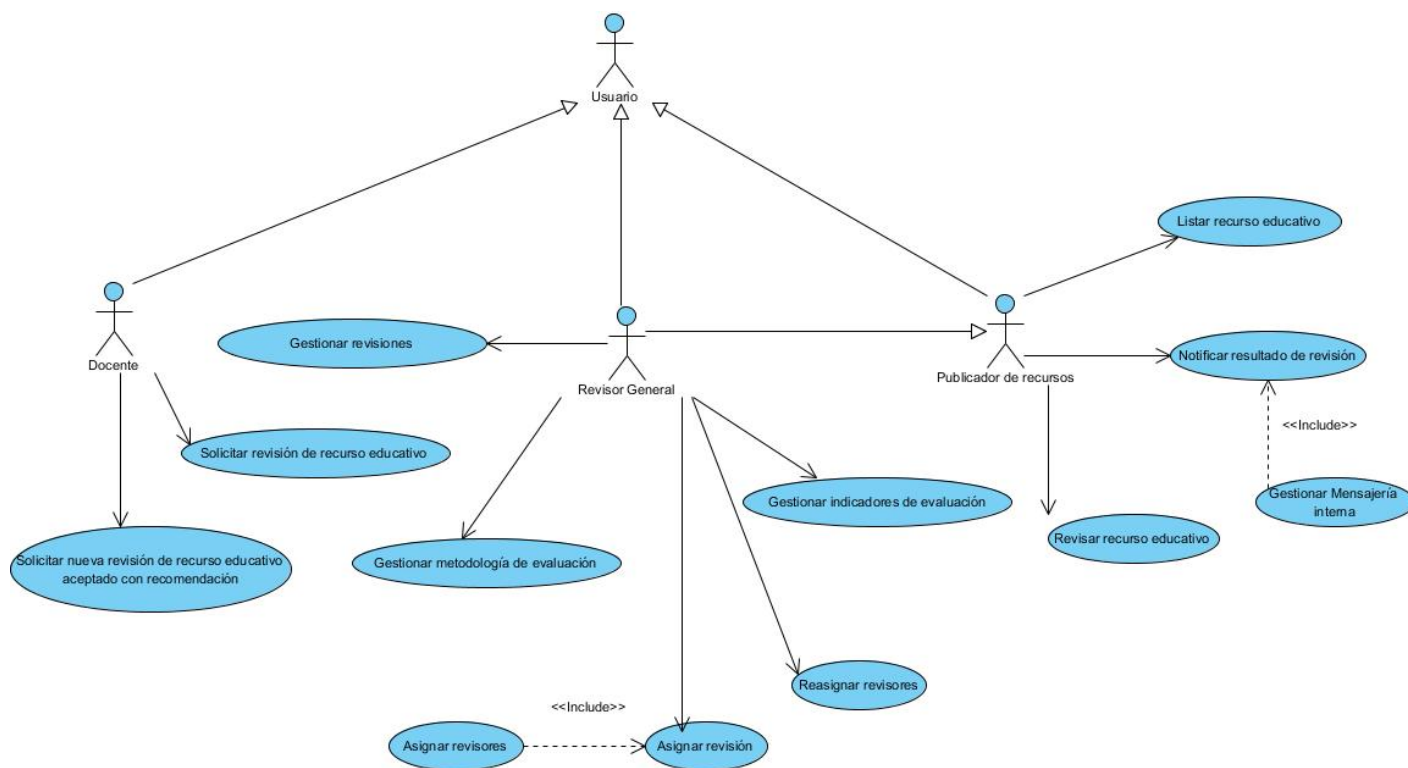 Usuario
Listar recurso educativo
Docente
Gestionar revisiones
Revisor General
Publicador de recursos
Notificar resultado de revisión
<<Include>>
Solicitar revisión de recurso educativo
Gestionar indicadores de evaluación
Gestionar Mensajería
interna
Revisar recurso educativo
Solicitar nueva revisión de recurso educativo
aceptado con recomendación
Gestionar metodología de evaluación
Reasignar revisores
<<Include>>
Asignar revisores
Asignar revisión